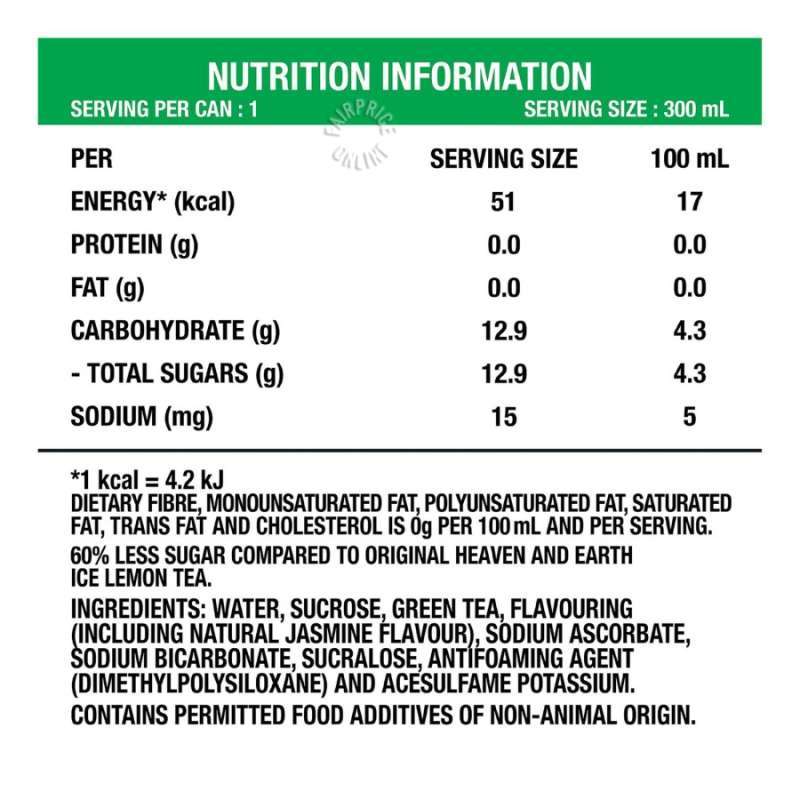 NUTRITION INFORMATION
SERVING PER CAN : 1 SERVING SIZE : 300 mL
FAIRPRICE
ONLINE
PER SERVING SIZE 100 mL
ENERGY* (kcal) 51 17
PROTEIN (g) 0.0 0.0
FAT (g) 0.0 0.0
CARBOHYDRATE (g) 12.9 4.3
- TOTAL SUGARS (g) 12.9 4.3
SODIUM (mg) 15 5
*1 kcal = 4.2 kJ
DIETARY FIBRE, MONOUNSATURATED FAT, POLYUNSATURATED FAT, SATURATED
FAT, TRANS FAT AND CHOLESTEROL IS 0g PER 100 mL AND PER SERVING.
60% LESS SUGAR COMPARED TO ORIGINAL HEAVEN AND EARTH
ICE LEMON TEA.
INGREDIENTS: WATER, SUCROSE, GREEN TEA, FLAVOURING
(INCLUDING NATURAL JASMINE FLAVOUR), SODIUM ASCORBATE,
SODIUM BICARBONATE, SUCRALOSE, ANTIFOAMING AGENT
(DIMETHYLPOLYSILOXANE) AND ACESULFAME POTASSIUM.
CONTAINS PERMITTED FOOD ADDITIVES OF NON-ANIMAL ORIGIN.